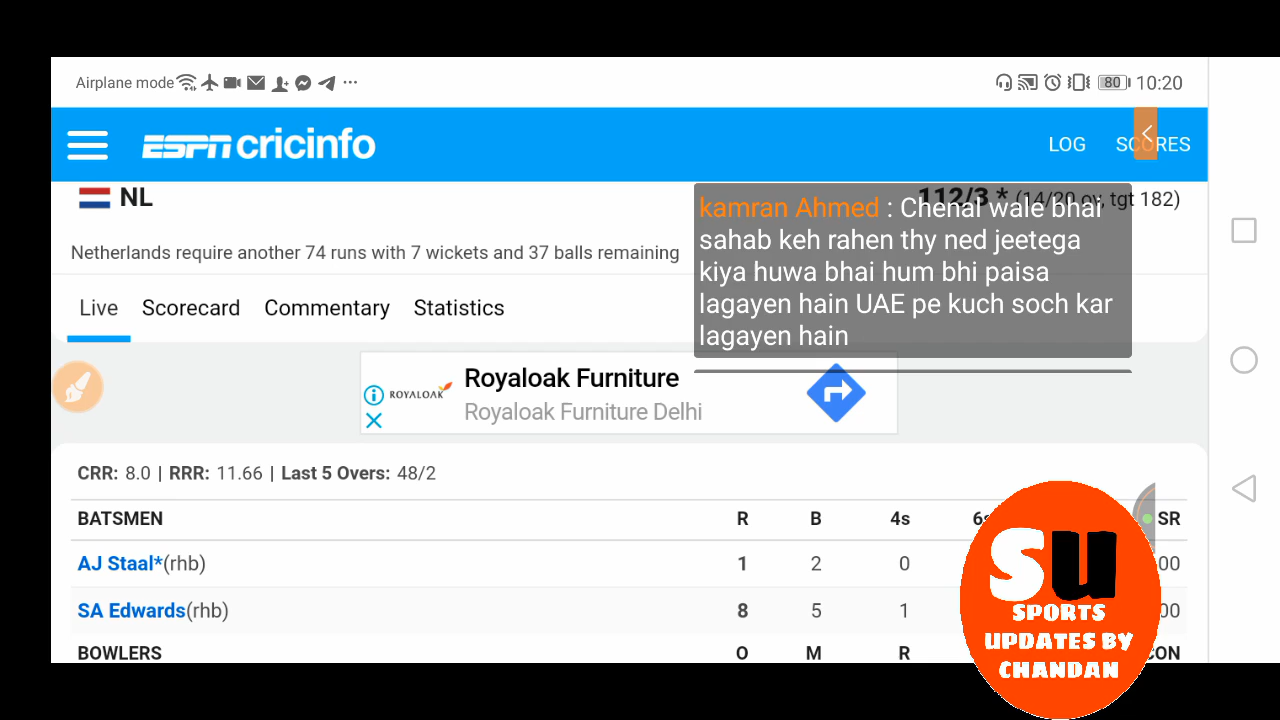 Airplane mode
80 10:20
ESPN cricinfo
LOG SCORES
NL
112/3 * (14/20 ov, tgt 182)
Netherlands require another 74 runs with 7 wickets and 37 balls remaining
kamran Ahmed : Chenal wale bhai
sahab keh rahen thy ned jeetega
kiya huwa bhai hum bhi paisa
lagayen hain UAE pe kuch soch kar
lagayen hain
Live Scorecard Commentary Statistics
ROYALOAK
Royaloak Furniture
Royaloak Furniture Delhi
CRR: 8.0 | RRR: 11.66 | Last 5 Overs: 48/2
BATSMEN R B 4s SR
AJ Staal*(rhb) 1 2 0
SA Edwards(rhb) 8 5 1
BOWLERS O M R
SU
SPORTS
UPDATES BY
CHANDAN